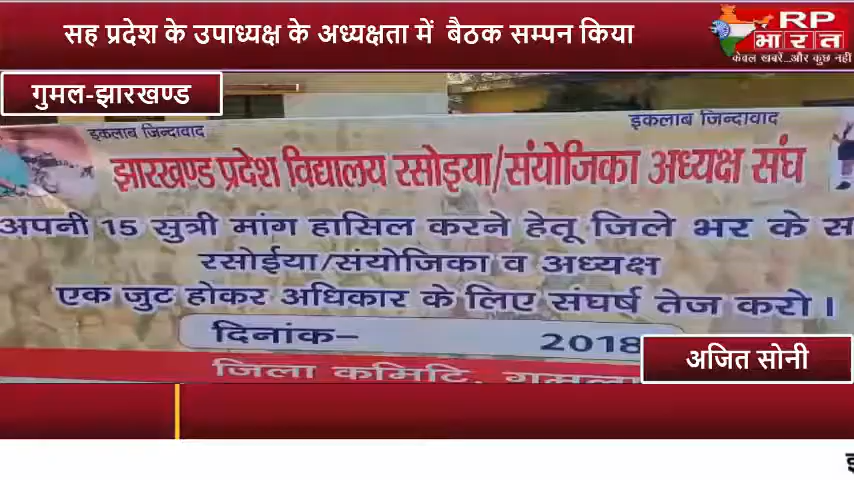 सह प्रदेश के उपाध्यक्ष के अध्यक्षता में बैठक सम्पन किया
RP
भारत
केवल खबरें...और कुछ नहीं
गुमल-झारखण्ड
इकलाब जिन्दावाद
इकलाब जिन्दावाद
झारखण्ड प्रदेश विद्यालय रसोइया/संयोजिका अध्यक्ष संघ
अपनी 15 सुत्री मांग हासिल करने हेतू जिले भर के
रसोईया/संयोजिका व अध्यक्ष
एक जुट होकर अधिकार के लिए संघर्ष तेज करो।
दिनांक– 2018
अजित सोनी
जिला कमिटि, गुमला